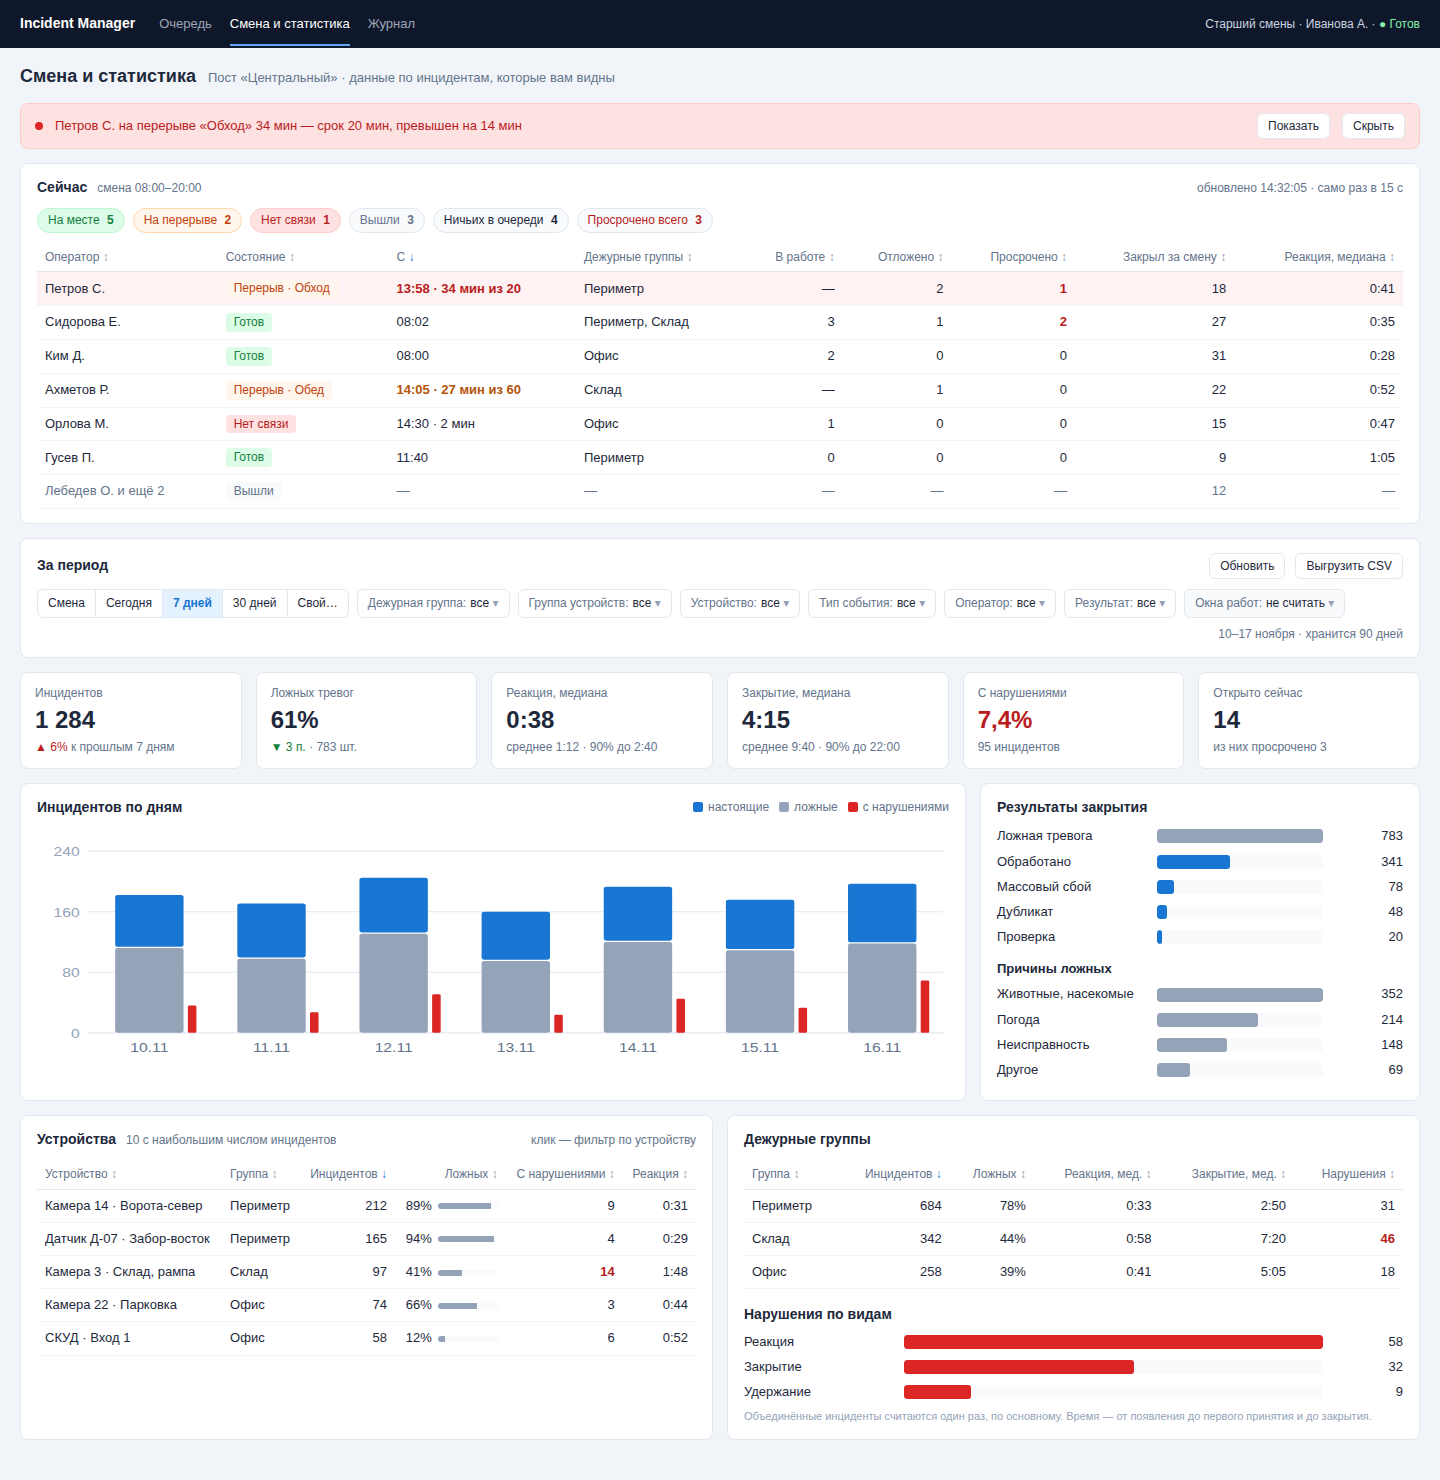 Incident Manager Очередь Смена и статистика Журнал Старший смены · Иванова А. · ● Готов
Смена и статистика Пост «Центральный» · данные по инцидентам, которые вам видны
Петров С. на перерыве «Обход» 34 мин — срок 20 мин, превышен на 14 мин Показать Скрыть
Сейчас смена 08:00–20:00 обновлено 14:32:05 · само раз в 15 с
На месте 5 На перерыве 2 Нет связи 1 Вышли 3 Ничьих в очереди 4 Просрочено всего 3
Оператор ↕ Состояние ↕ С ↓ Дежурные группы ↕ В работе ↕ Отложено ↕ Просрочено ↕ Закрыл за смену ↕ Реакция, медиана ↕
Петров С. Перерыв · Обход 13:58 · 34 мин из 20 Периметр — 2 1 18 0:41
Сидорова Е. Готов 08:02 Периметр, Склад 3 1 2 27 0:35
Ким Д. Готов 08:00 Офис 2 0 0 31 0:28
Ахметов Р. Перерыв · Обед 14:05 · 27 мин из 60 Склад — 1 0 22 0:52
Орлова М. Нет связи 14:30 · 2 мин Офис 1 0 0 15 0:47
Гусев П. Готов 11:40 Периметр 0 0 0 9 1:05
Лебедев О. и ещё 2 Вышли — — — — — 12 —
За период Обновить Выгрузить CSV
Смена Сегодня 7 дней 30 дней Свой… Дежурная группа: все ▾ Группа устройств: все ▾ Устройство: все ▾ Тип события: все ▾ Оператор: все ▾ Результат: все ▾ Окна работ: не считать ▾
10–17 ноября · хранится 90 дней
Инцидентов Ложных тревог Реакция, медиана Закрытие, медиана С нарушениями Открыто сейчас
1 284 61% 0:38 4:15 7,4% 14
▲ 6% к прошлым 7 дням ▼ 3 п. · 783 шт. среднее 1:12 · 90% до 2:40 среднее 9:40 · 90% до 22:00 95 инцидентов из них просрочено 3
Инцидентов по дням настоящие ложные с нарушениями
240
160
80
0
10.11 11.11 12.11 13.11 14.11 15.11 16.11
Результаты закрытия
Ложная тревога 783
Обработано 341
Массовый сбой 78
Дубликат 48
Проверка 20
Причины ложных
Животные, насекомые 352
Погода 214
Неисправность 148
Другое 69
Устройства 10 с наибольшим числом инцидентов клик — фильтр по устройству
Устройство ↕ Группа ↕ Инцидентов ↓ Ложных ↕ С нарушениями ↕ Реакция ↕
Камера 14 · Ворота-север Периметр 212 89% 9 0:31
Датчик Д-07 · Забор-восток Периметр 165 94% 4 0:29
Камера 3 · Склад, рампа Склад 97 41% 14 1:48
Камера 22 · Парковка Офис 74 66% 3 0:44
СКУД · Вход 1 Офис 58 12% 6 0:52
Дежурные группы
Группа ↕ Инцидентов ↓ Ложных ↕ Реакция, мед. ↕ Закрытие, мед. ↕ Нарушения ↕
Периметр 684 78% 0:33 2:50 31
Склад 342 44% 0:58 7:20 46
Офис 258 39% 0:41 5:05 18
Нарушения по видам
Реакция 58
Закрытие 32
Удержание 9
Объединённые инциденты считаются один раз, по основному. Время — от появления до первого принятия и до закрытия.